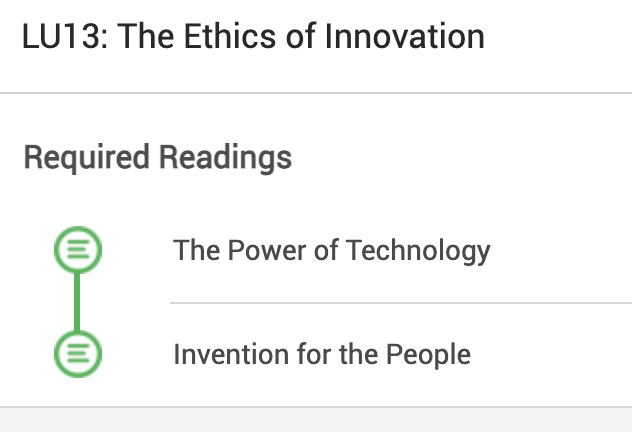 LU13: The Ethics of Innovation
Required Readings
The Power of Technology
Invention for the People